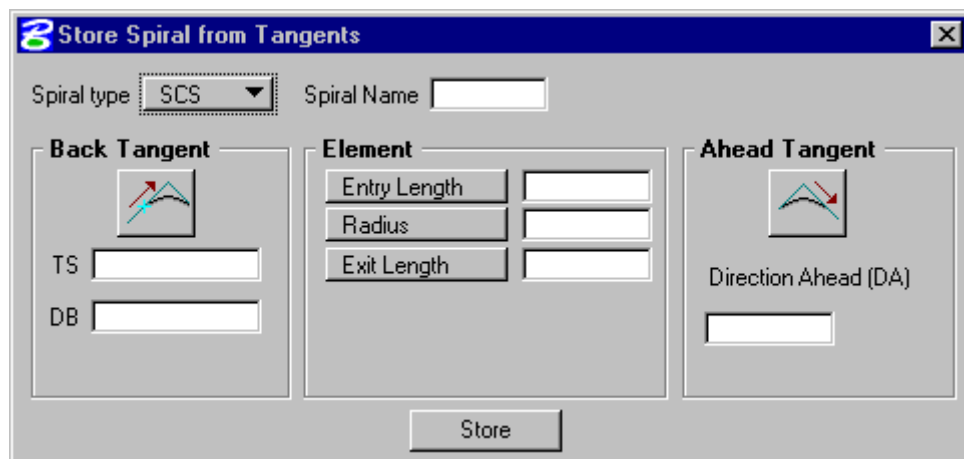 Store Spiral from Tangents
Spiral type SCS Spiral Name
Back Tangent
TS
DB
Element
Entry Length
Radius
Exit Length
Ahead Tangent
Direction Ahead (DA)
Store